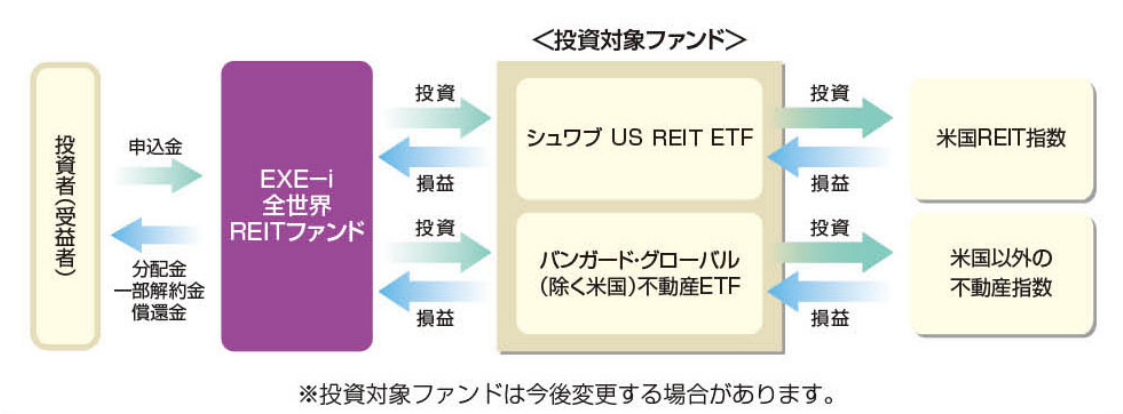 ＜投資対象ファンド＞
投資者（受益者）
申込金
分配金
一部解約金
償還金
EXE－i
全世界
REITファンド
投資
損益
投資
損益
シュワブ US REIT ETF
バンガード・グローバル
（除く米国）不動産ETF
投資
損益
投資
損益
米国REIT指数
米国以外の
不動産指数
※投資対象ファンドは今後変更する場合があります。